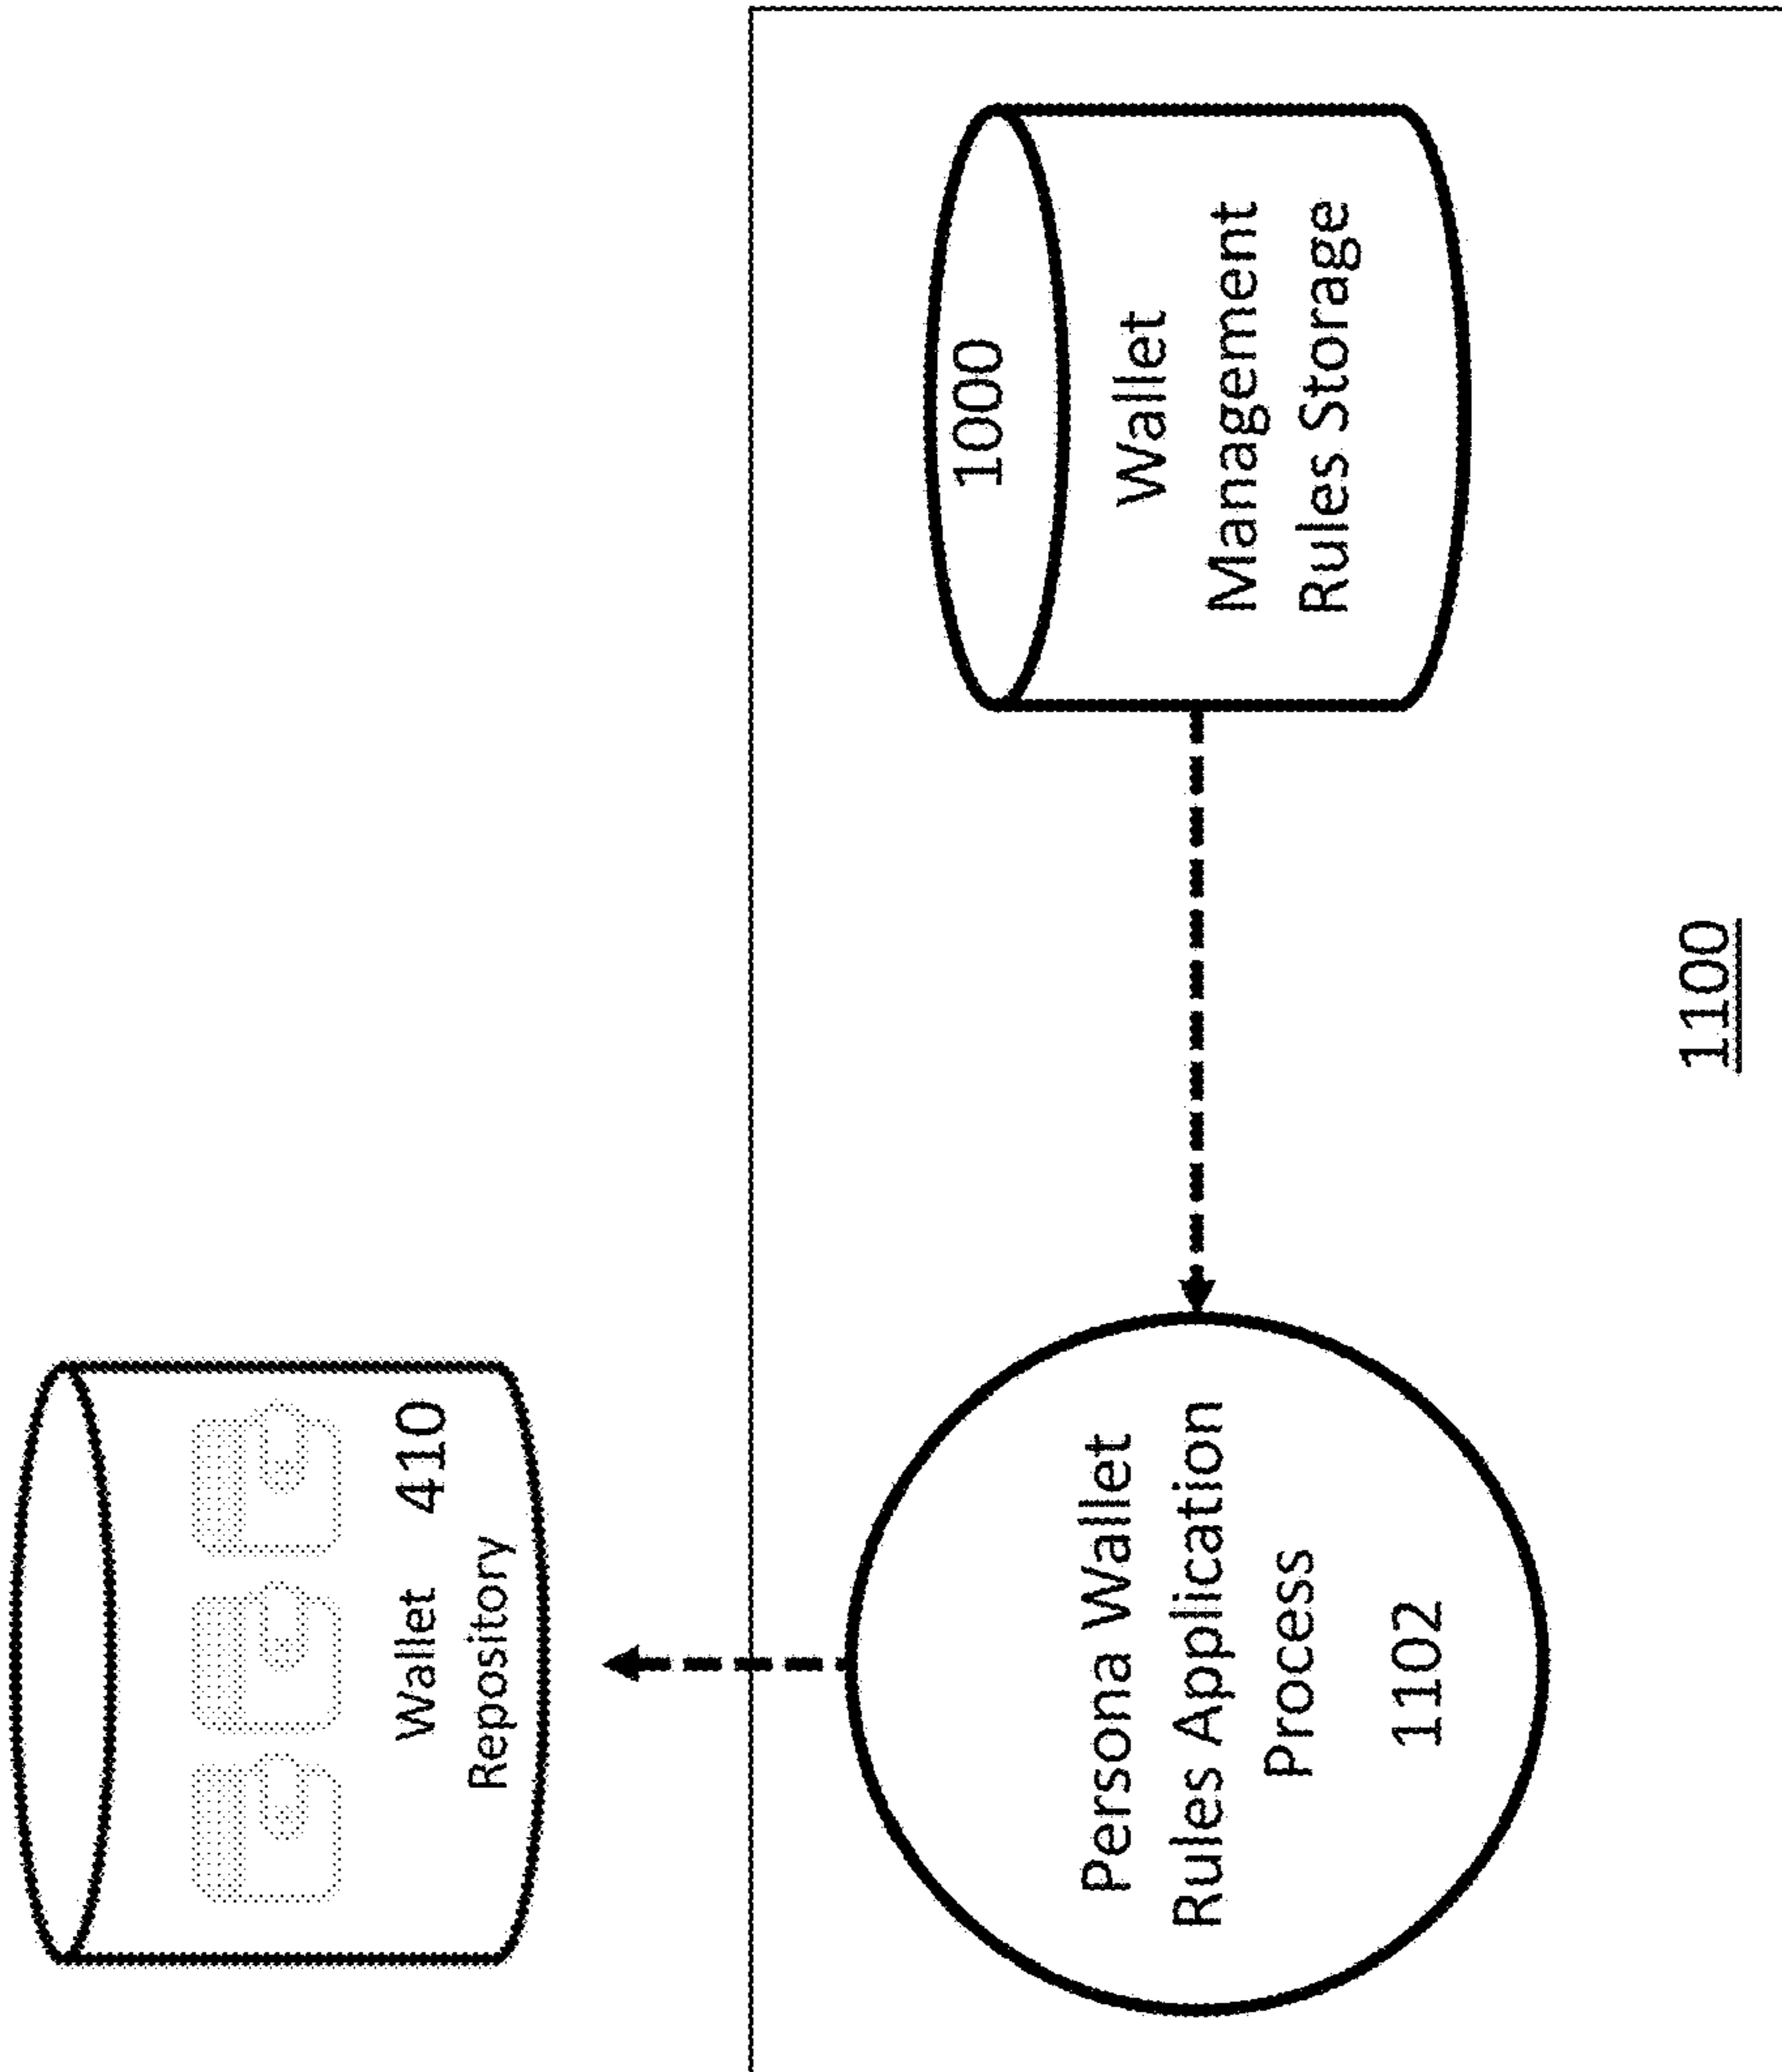 Wallet 410
Repository
Persona Wallet
Rules Application
Process
1102
1000
Wallet
Management
Rules Storage
1100